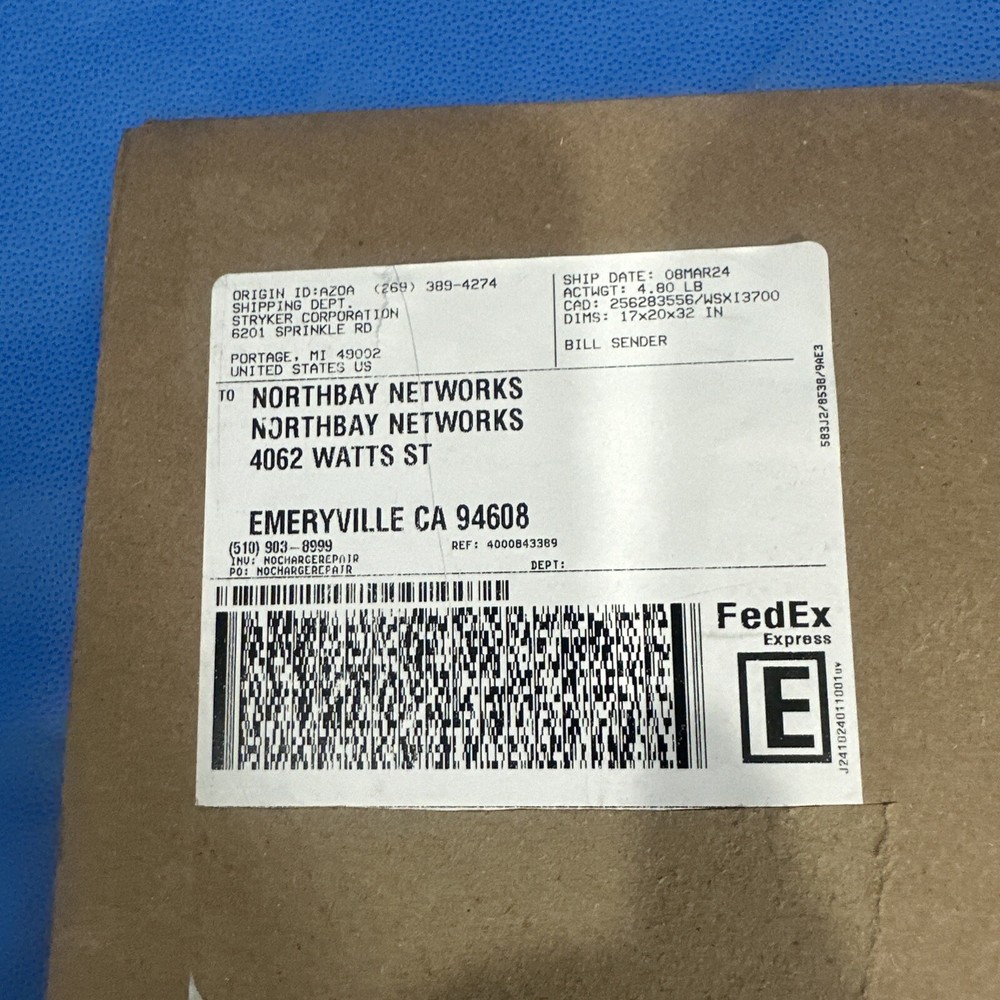 ORIGIN ID:AZOA (269) 389-4274
SHIPPING DEPT.
STRYKER CORPORATION
6201 SPRINKLE RD
PORTAGE, MI 49002
UNITED STATES US
SHIP DATE: 08MAR24
ACTWGT: 4.80 LB
CAD: 256283556/WSXI3700
DIMS: 17x20x32 IN
BILL SENDER
TO NORTHBAY NETWORKS
NORTHBAY NETWORKS
4062 WATTS ST
EMERYVILLE CA 94608
(510) 903-8999
REF: 4000843389
INV: NOCHARGEREPAIR
PO: NOCHARGEREPAIR
DEPT:
583J2/8538/9AE3
FedEx
Express
E
J241024011001uv